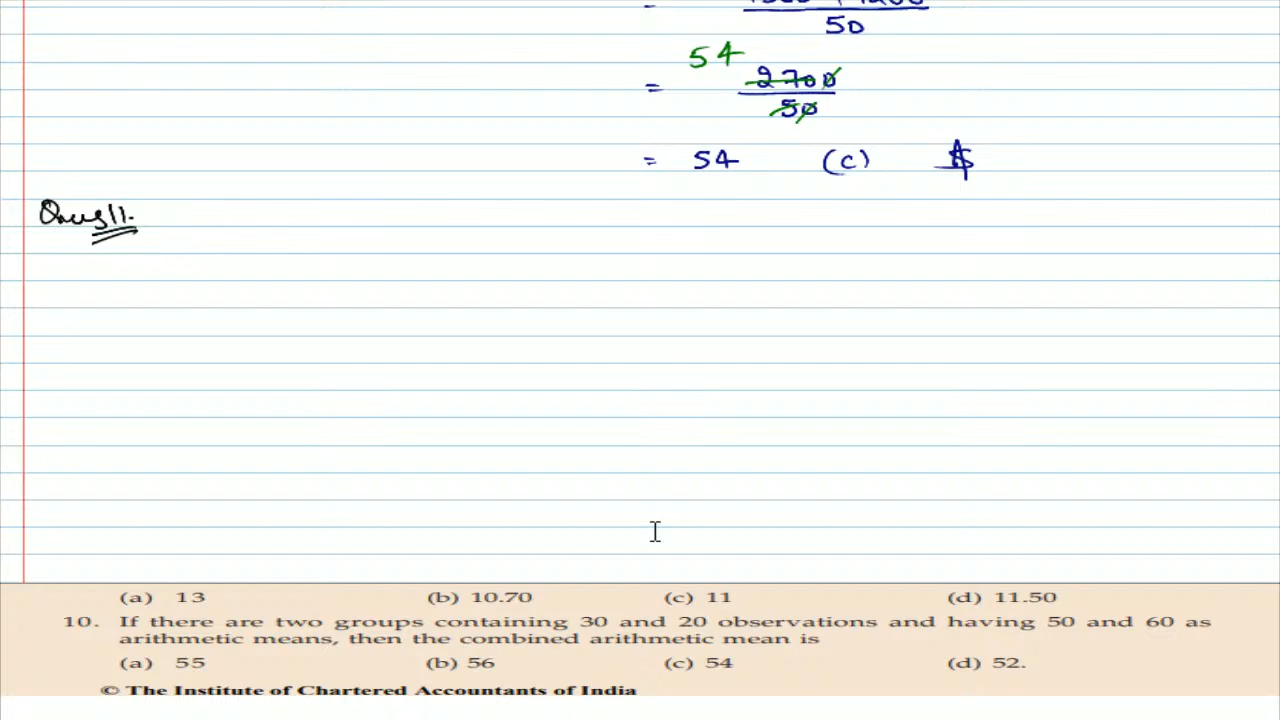 50
54 2700
= 50
= 54 (c)
Ques 11.
(a) 13 (b) 10.70 (c) 11 (d) 11.50
10. If there are two groups containing 30 and 20 observations and having 50 and 60 as
arithmetic means, then the combined arithmetic mean is
(a) 55 (b) 56 (c) 54 (d) 52.
© The Institute of Chartered Accountants of India